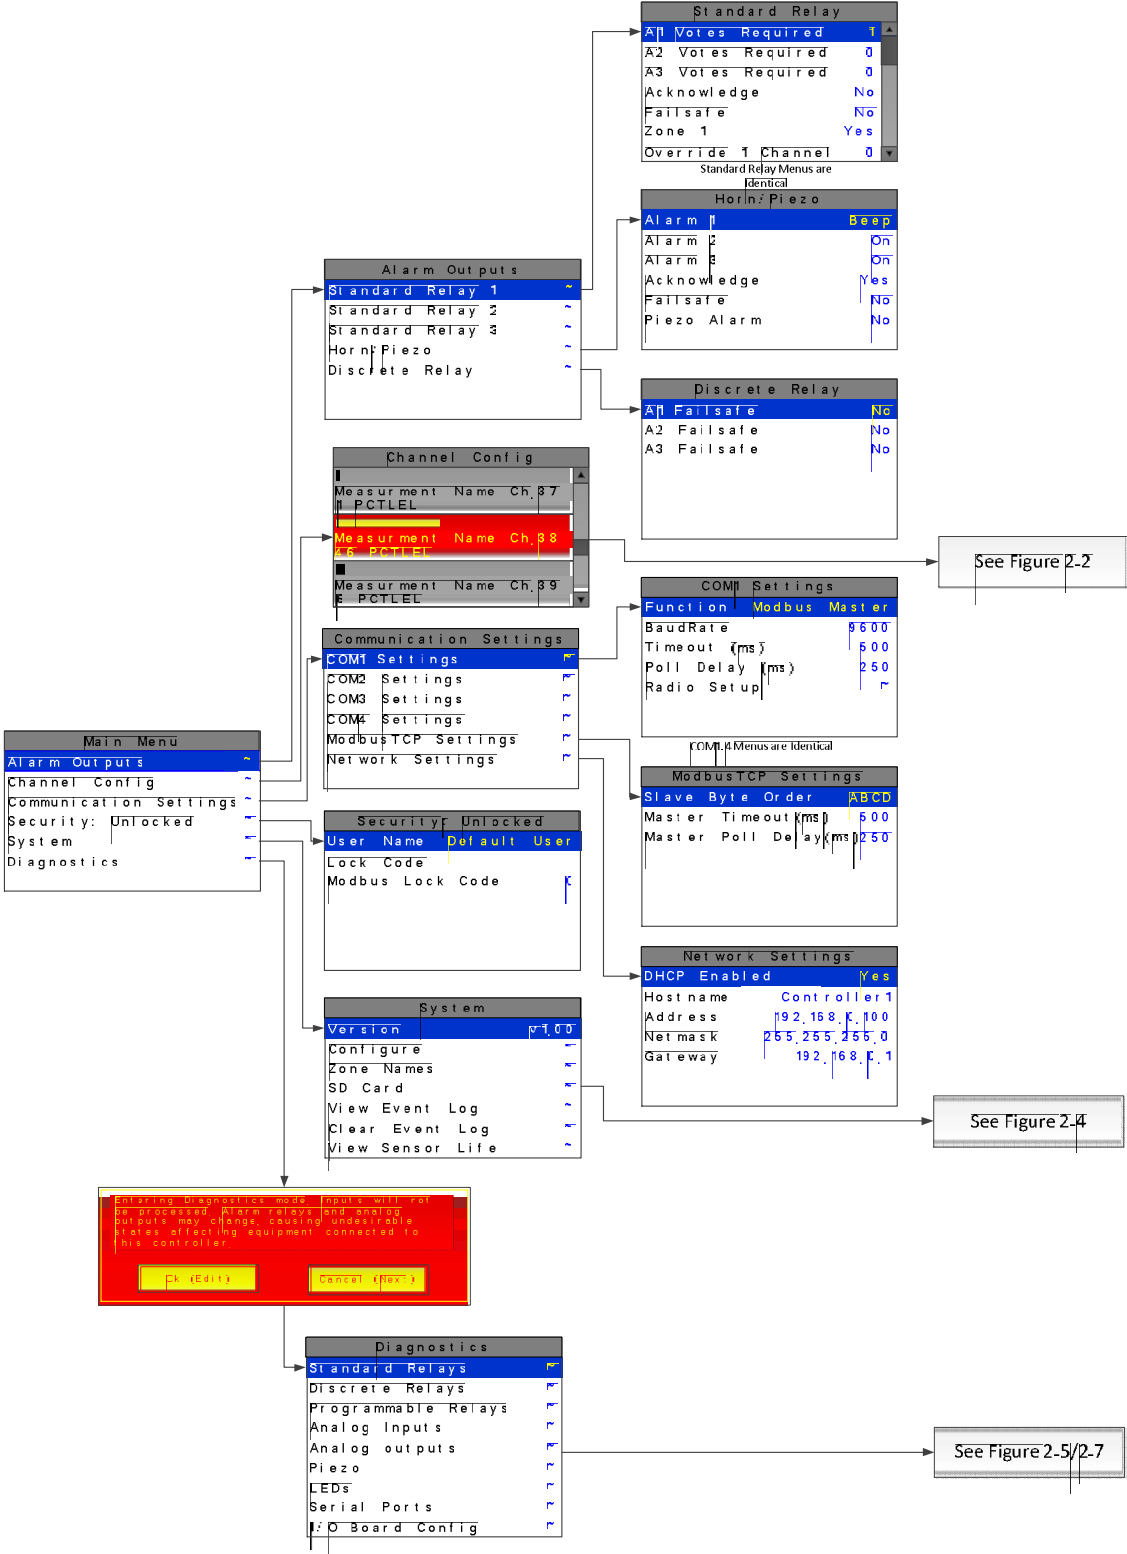 Standard Relay
A1 Votes Required 1
A2 Votes Required 0
A3 Votes Required 0
Acknowledge No
Failsafe No
Zone 1 Yes
Override 1 Channel 0
Standard Relay Menus are
Identical
Horn/Piezo
Alarm 1 Beep
Alarm 2 On
Alarm 3 On
Acknowledge Yes
Failsafe No
Piezo Alarm No
Alarm Outputs
Standard Relay 1 ~
Standard Relay 2 ~
Standard Relay 3 ~
Horn/Piezo ~
Discrete Relay ~
Discrete Relay
A1 Failsafe No
A2 Failsafe No
A3 Failsafe No
Channel Config
Measurment Name Ch.37
1 PCTLEL
Measurment Name Ch.38
46 PCTLEL
Measurment Name Ch.39
PCTLEL
See Figure 2-2
COM1 Settings
Function Modbus Master
BaudRate 9600
Timeout (ms) 500
Poll Delay (ms) 250
Radio Setup ~
COM1-4 Menus are Identical
Communication Settings
COM1 Settings ~
COM2 Settings ~
COM3 Settings ~
COM4 Settings ~
ModbusTCP Settings ~
Network Settings ~
Main Menu
Alarm Outputs ~
Channel Config ~
Communication Settings ~
Security: Unlocked ~
System ~
Diagnostics ~
ModbusTCP Settings
Slave Byte Order ABCD
Master Timeout(ms) 500
Master Poll Delay(ms) 250
Security: Unlocked
User Name Default User
Lock Code
Modbus Lock Code 0
Network Settings
DHCP Enabled Yes
Hostname Controller1
Address 192.168.0.100
Netmask 255.255.255.0
Gateway 192.168.0.1
System
Version v1.00
Configure ~
Zone Names ~
SD Card ~
View Event Log ~
Clear Event Log ~
View Sensor Life ~
See Figure 2-4
Entering Diagnostics mode. Inputs will not
be processed. Alarm relays and analog
outputs may change, causing undesirable
states affecting equipment connected to
this controller.
Ok (Edit)
Cancel (Next)
Diagnostics
Standard Relays ~
Discrete Relays ~
Programmable Relays ~
Analog Inputs ~
Analog outputs ~
Piezo ~
LEDs ~
Serial Ports ~
I/O Board Config ~
See Figure 2-5/2-7